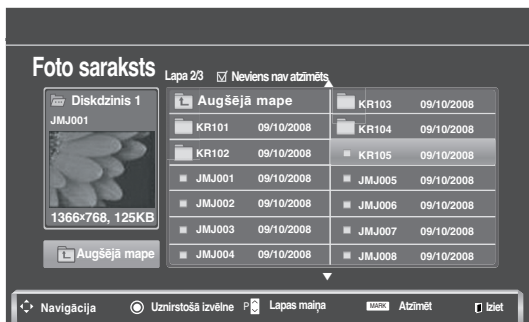 Foto saraksts Lapa 2/3 Neviens nav atzīmēts
Diskdzinis 1
JMJ001
1366x768, 125KB
Augšējā mape
Augšējā mape
KR101 09/10/2008
KR102 09/10/2008
JMJ001 09/10/2008
JMJ002 09/10/2008
JMJ003 09/10/2008
JMJ004 09/10/2008
KR103 09/10/2008
KR104 09/10/2008
KR105 09/10/2008
JMJ005 09/10/2008
JMJ006 09/10/2008
JMJ007 09/10/2008
JMJ008 09/10/2008
Navigācija Uznirstošā izvēlne P Lapas maiņa MARK Atzīmēt Iziet